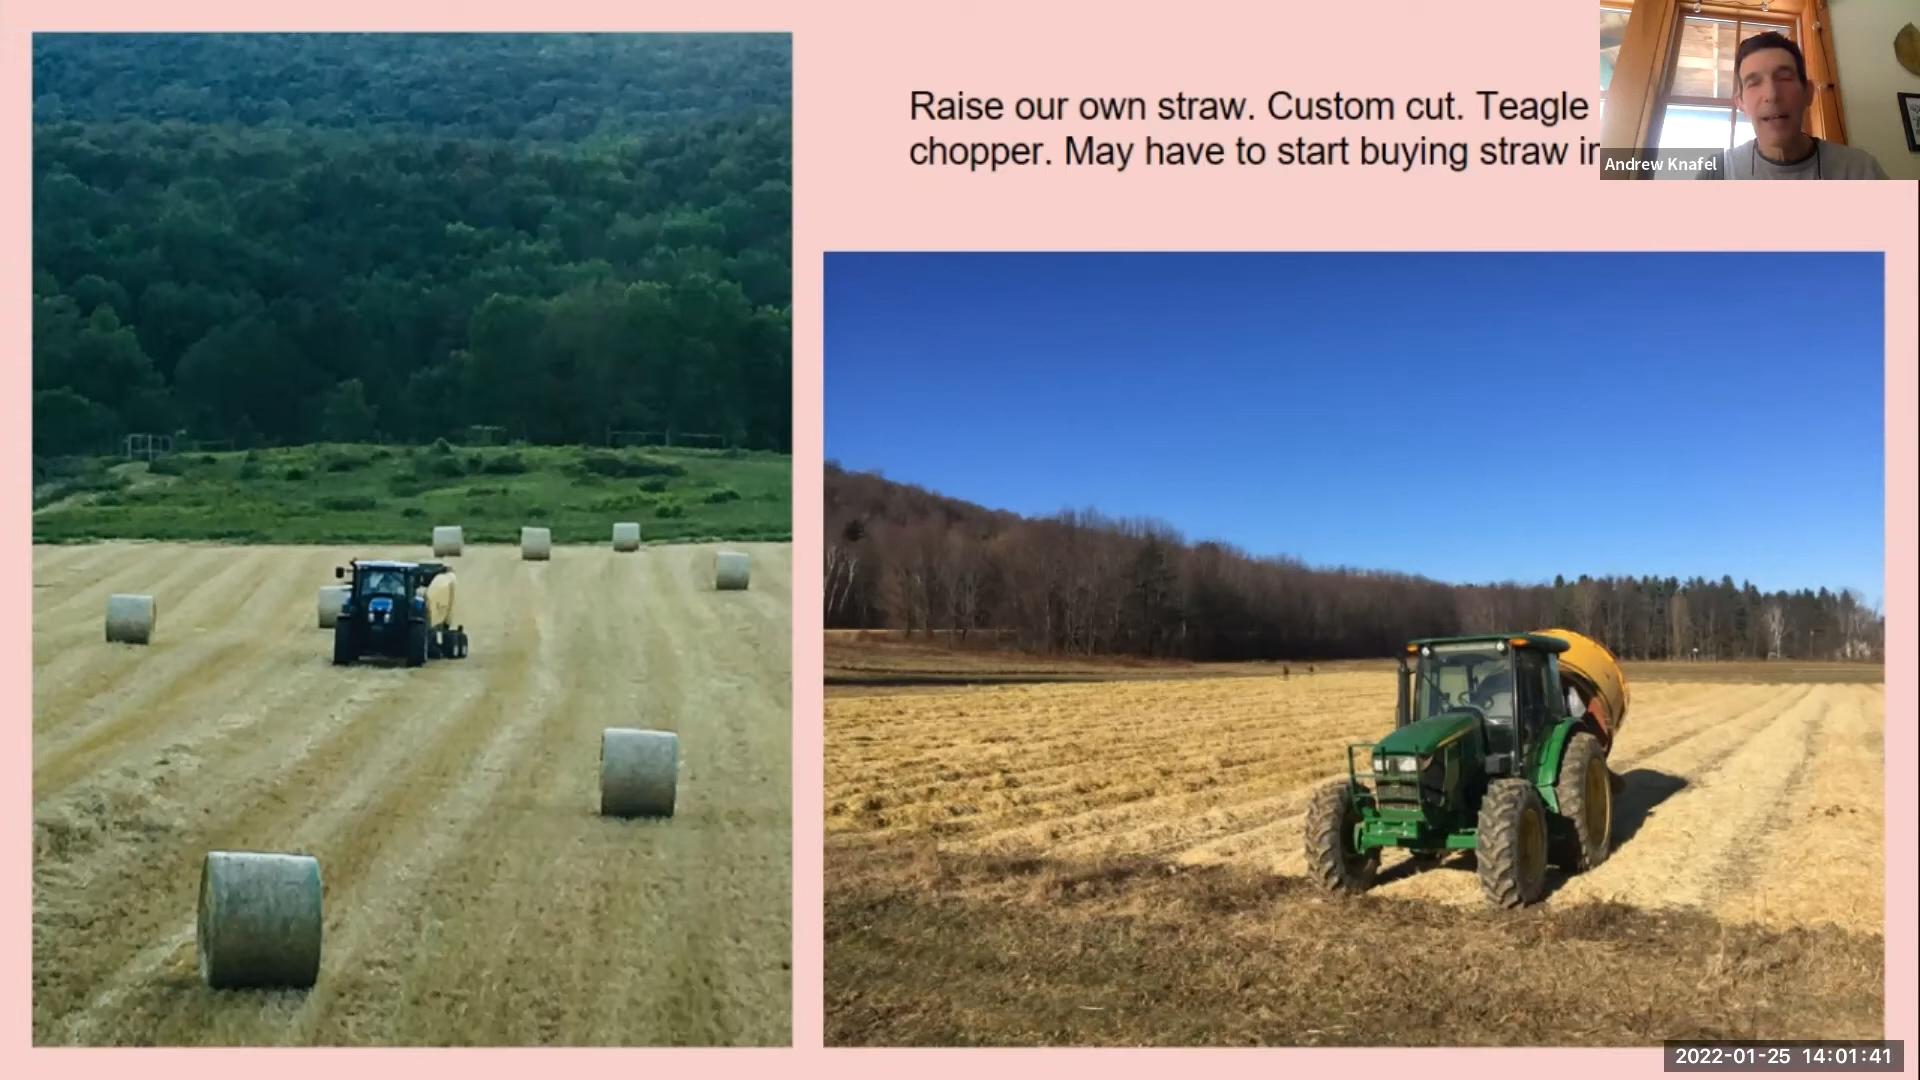 Raise our own straw. Custom cut. Teagle
chopper. May have to start buying straw
Andrew Knafel
2022-01-25 14:01:41